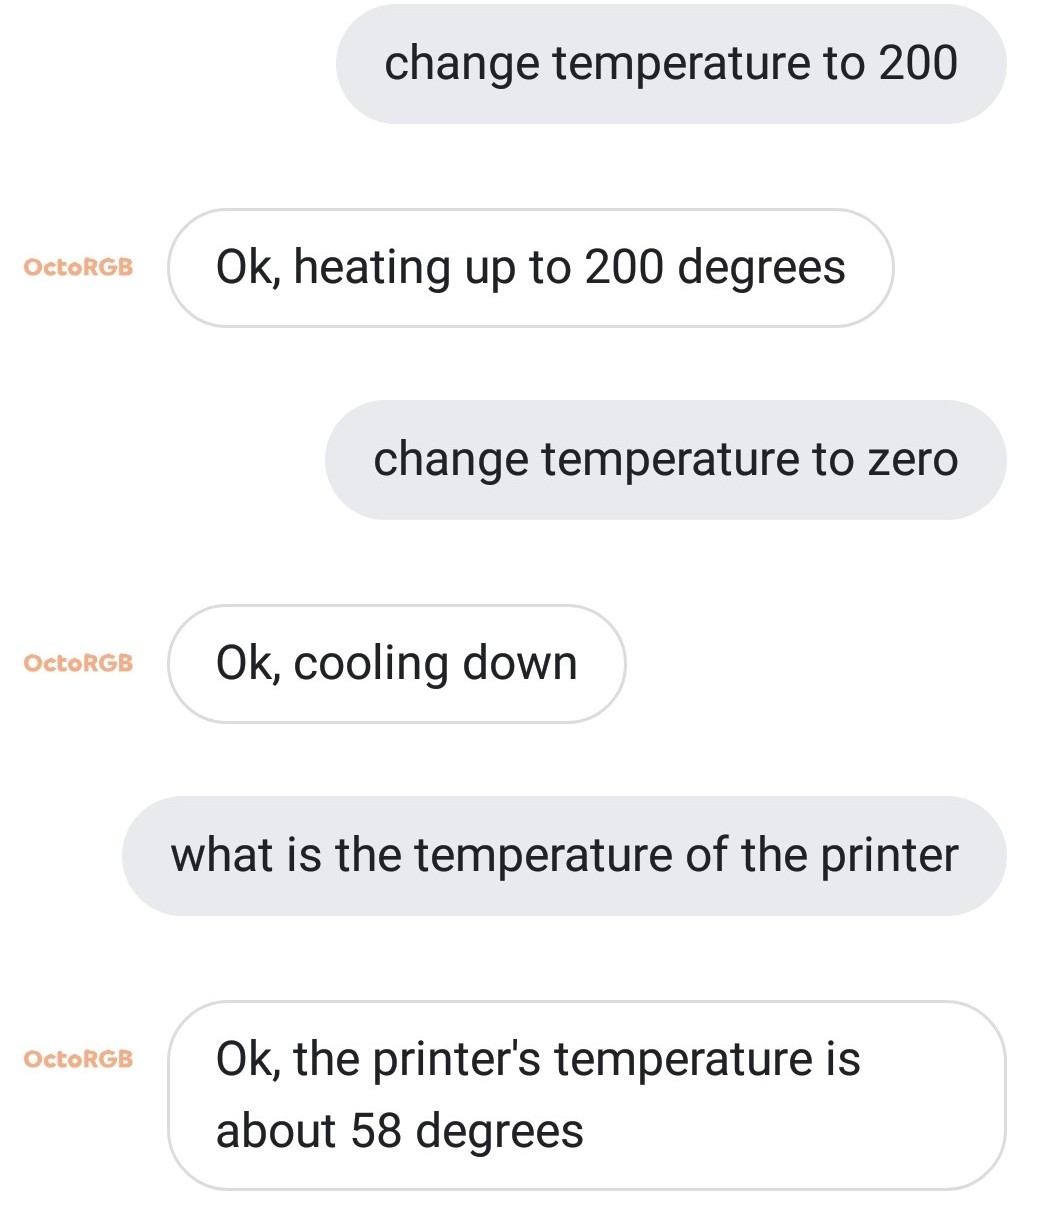 change temperature to 200
OctoRGB
Ok, heating up to 200 degrees
change temperature to zero
OctoRGB
Ok, cooling down
what is the temperature of the printer
OctoRGB
Ok, the printer's temperature is
about 58 degrees